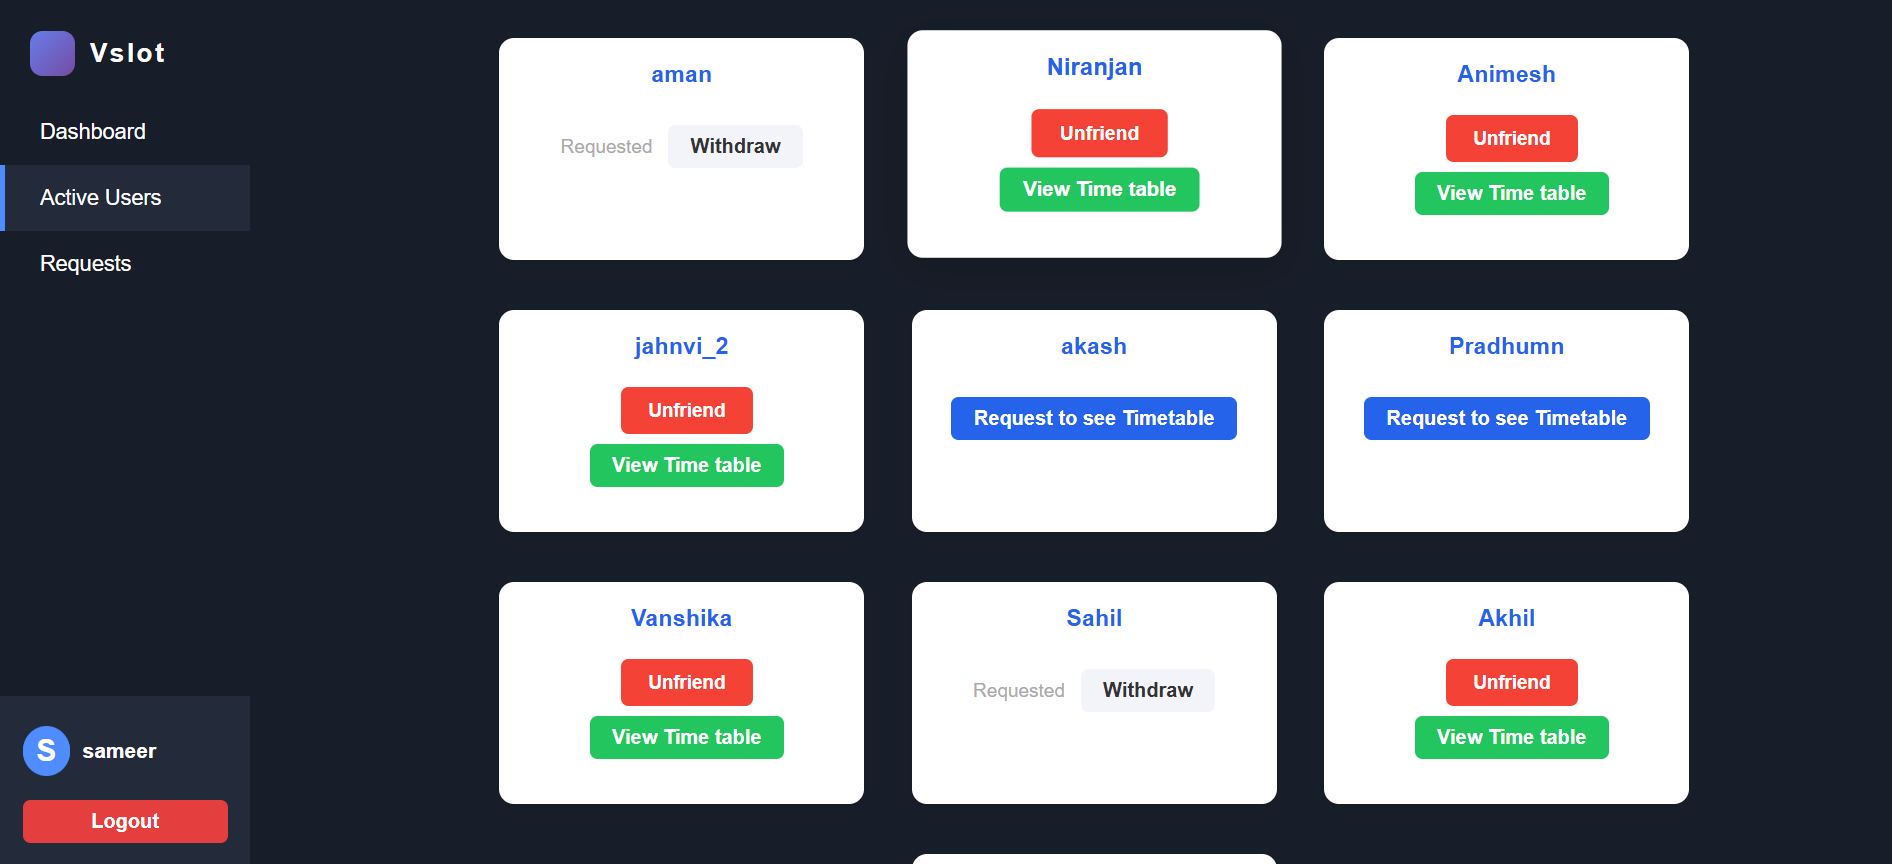 Vslot
Dashboard
Active Users
Requests
aman
Requested Withdraw
Niranjan
Unfriend
View Time table
Animesh
Unfriend
View Time table
jahnvi_2
Unfriend
View Time table
akash
Request to see Timetable
Pradhumn
Request to see Timetable
Vanshika
Unfriend
View Time table
Sahil
Requested Withdraw
Akhil
Unfriend
View Time table
S sameer
Logout